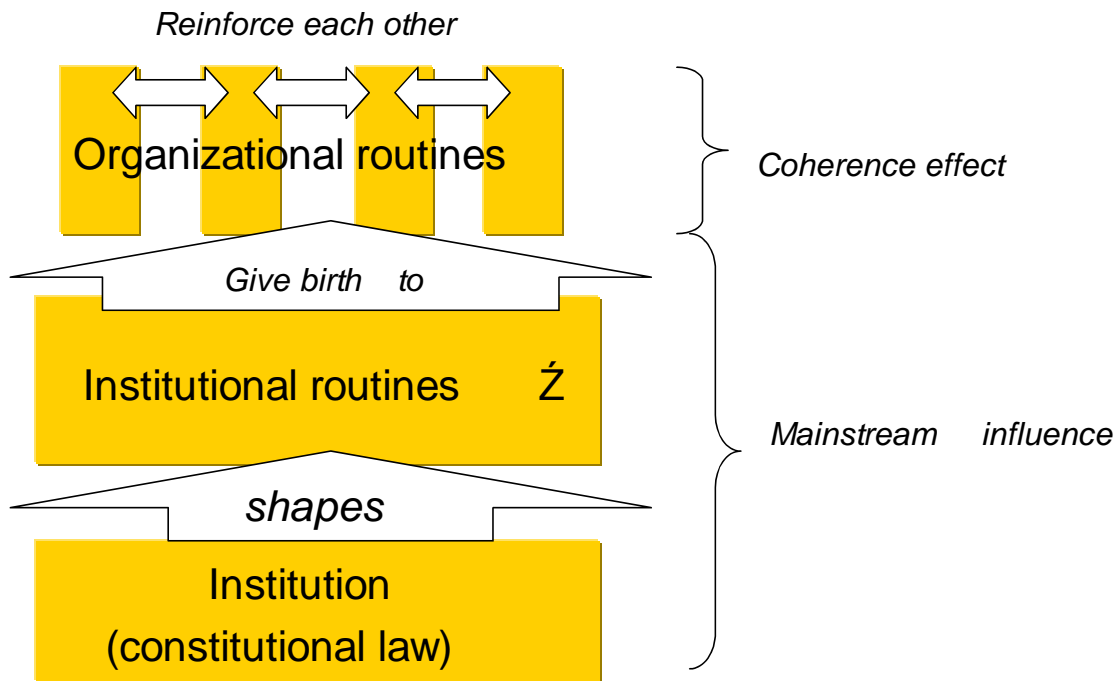 Reinforce each other
Organizational routines
Coherence effect
Give birth to
Institutional routines Ź
Mainstream influence
shapes
Institution
(constitutional law)